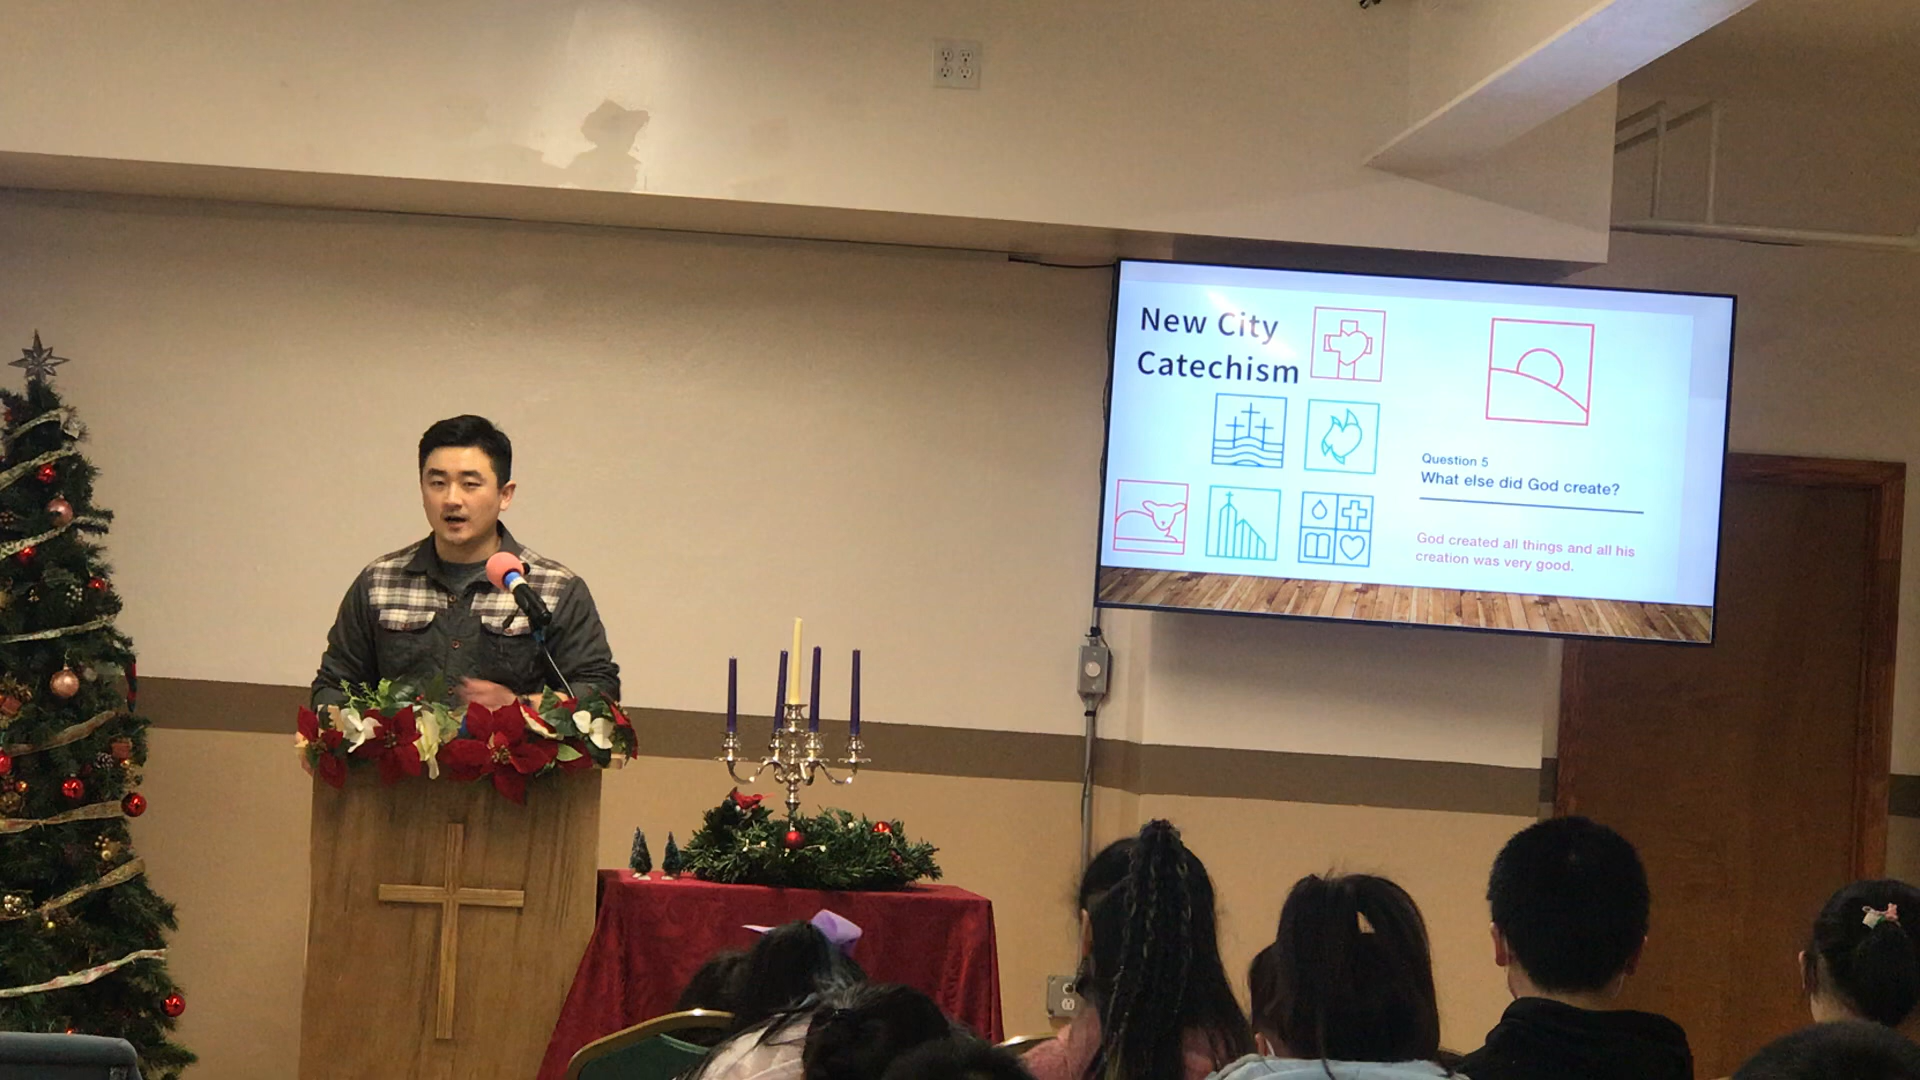 New City
Catechism
Question 5
What else did God create?
God created all things and all his
creation was very good.